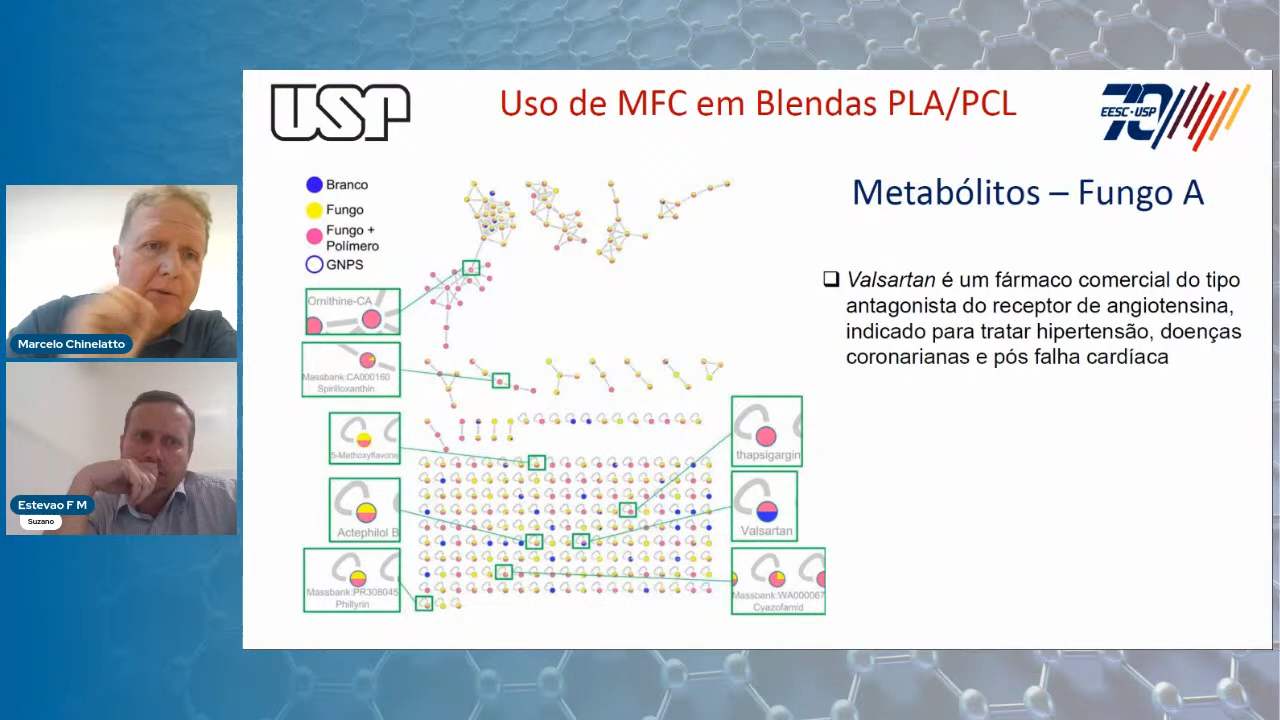 USP
Uso de MFC em Blendas PLA/PCL
70
EESC·USP
Metabólitos – Fungo A
Branco
Fungo
Fungo +
Polímero
GNPS
Ornithine-CA
Massbank:CA000160
Spirilloxanthin
5-Methoxyflavone
Actephilol B
Massbank:PR308045
Phillyrin
thapsigargin
Valsartan
Massbank:WA000067
Cyazofamid
❑ Valsartan é um fármaco comercial do tipo
antagonista do receptor de angiotensina,
indicado para tratar hipertensão, doenças
coronarianas e pós falha cardíaca
Marcelo Chinelatto
Estevao F M
Suzano